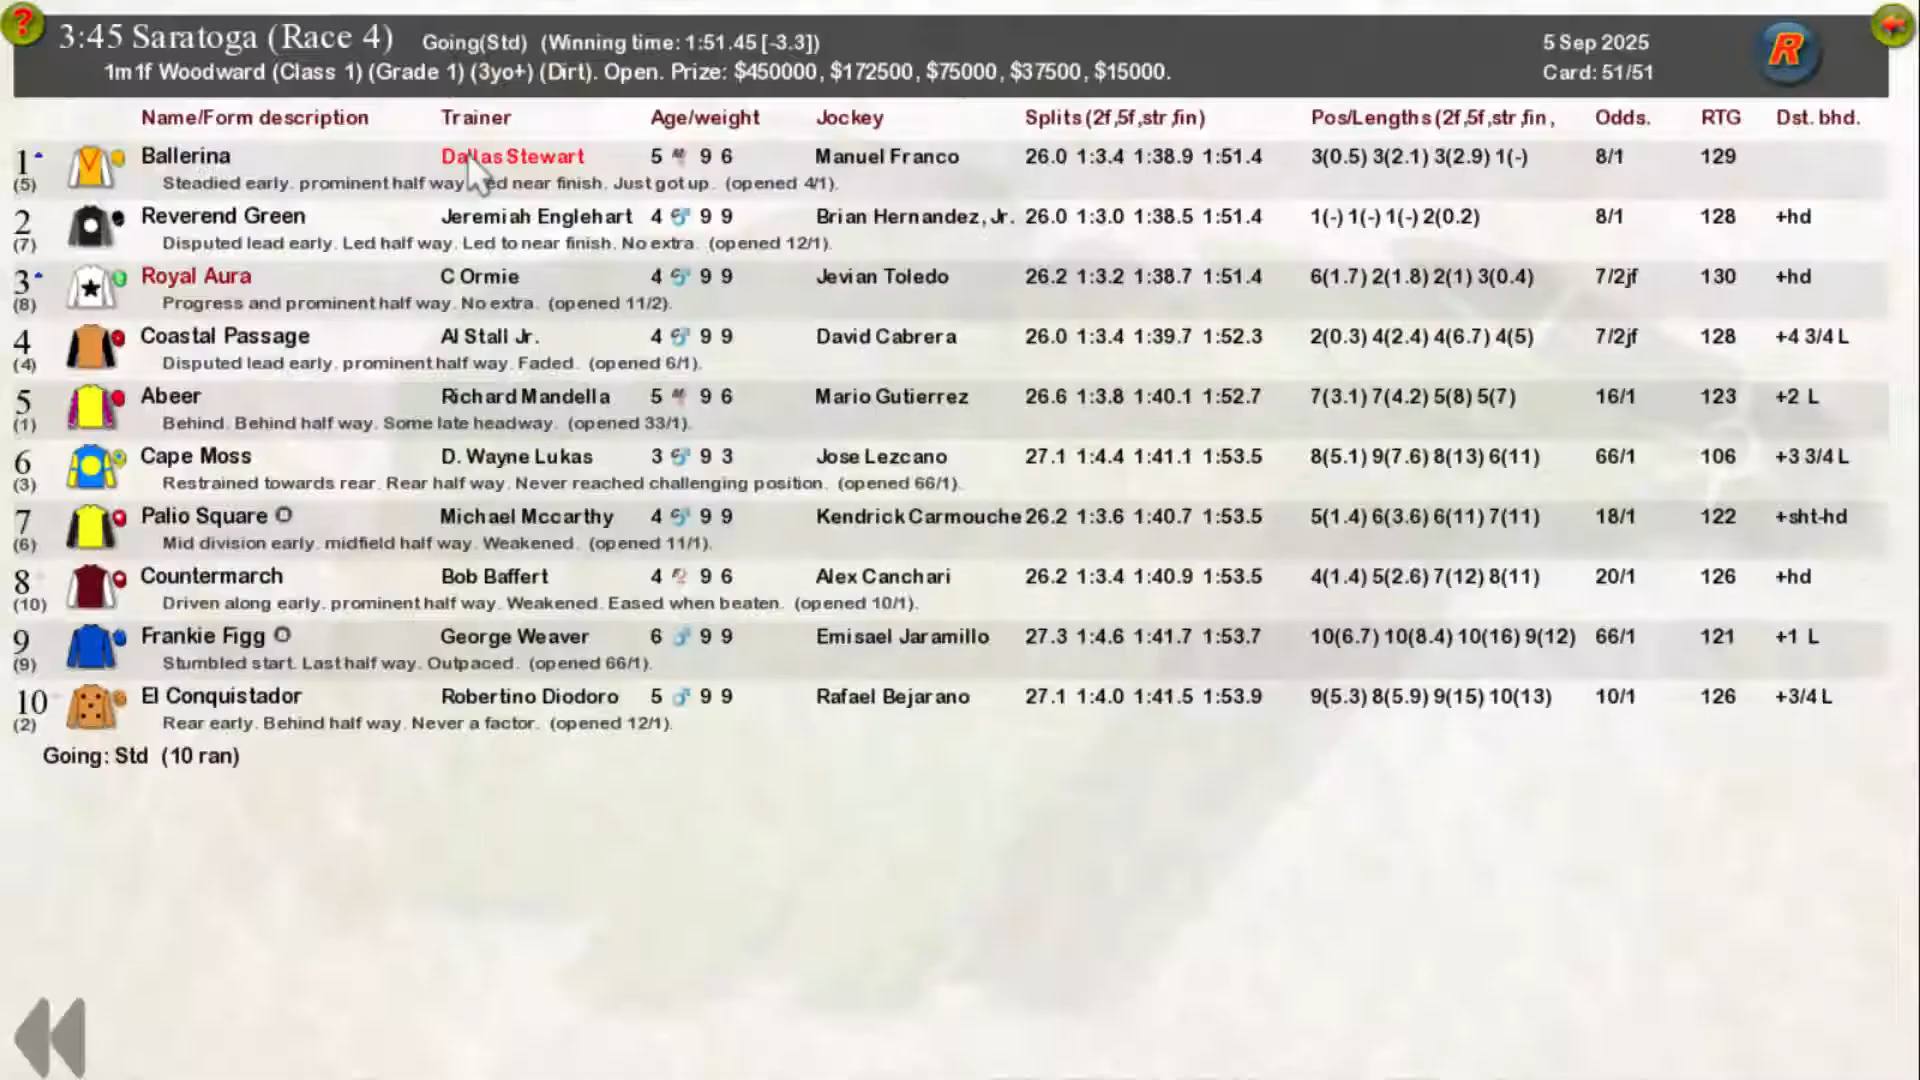 ?
3:45 Saratoga (Race 4) Going(Std) (Winning time: 1:51.45 [-3.3]) 5 Sep 2025 R
1m1f Woodward (Class 1) (Grade 1) (3yo+) (Dirt). Open. Prize: $450000, $172500, $75000, $37500, $15000. Card: 51/51
Name/Form description Trainer Age/weight Jockey Splits (2f,5f,str,fin) Pos/Lengths (2f,5f,str,fin, Odds. RTG Dst. bhd.
1 Ballerina Dallas Stewart 5 9 6 Manuel Franco 26.0 1:3.4 1:38.9 1:51.4 3(0.5) 3(2.1) 3(2.9) 1(-) 8/1 129
(5) Steadied early. prominent half way. Led near finish. Just got up. (opened 4/1).
2 Reverend Green Jeremiah Englehart 4 9 9 Brian Hernandez, Jr. 26.0 1:3.0 1:38.5 1:51.4 1(-) 1(-) 1(-) 2(0.2) 8/1 128 +hd
(7) Disputed lead early. Led half way. Led to near finish. No extra. (opened 12/1).
3 Royal Aura C Ormie 4 9 9 Jevian Toledo 26.2 1:3.2 1:38.7 1:51.4 6(1.7) 2(1.8) 2(1) 3(0.4) 7/2jf 130 +hd
(8) Progress and prominent half way. No extra. (opened 11/2).
4 Coastal Passage Al Stall Jr. 4 9 9 David Cabrera 26.0 1:3.4 1:39.7 1:52.3 2(0.3) 4(2.4) 4(6.7) 4(5) 7/2jf 128 +4 3/4 L
(4) Disputed lead early. prominent half way. Faded. (opened 6/1).
5 Abeer Richard Mandella 5 9 6 Mario Gutierrez 26.6 1:3.8 1:40.1 1:52.7 7(3.1) 7(4.2) 5(8) 5(7) 16/1 123 +2 L
(1) Behind. Behind half way. Some late headway. (opened 33/1).
6 Cape Moss D. Wayne Lukas 3 9 3 Jose Lezcano 27.1 1:4.4 1:41.1 1:53.5 8(5.1) 9(7.6) 8(13) 6(11) 66/1 106 +3 3/4 L
(3) Restrained towards rear. Rear half way. Never reached challenging position. (opened 66/1).
7 Palio Square Michael Mccarthy 4 9 9 Kendrick Carmouche 26.2 1:3.6 1:40.7 1:53.5 5(1.4) 6(3.6) 6(11) 7(11) 18/1 122 +sht-hd
(6) Mid division early. midfield half way. Weakened. (opened 11/1).
8 Countermarch Bob Baffert 4 9 6 Alex Canchari 26.2 1:3.4 1:40.9 1:53.5 4(1.4) 5(2.6) 7(12) 8(11) 20/1 126 +hd
(10) Driven along early. prominent half way. Weakened. Eased when beaten. (opened 10/1).
9 Frankie Figg George Weaver 6 9 9 Emisael Jaramillo 27.3 1:4.6 1:41.7 1:53.7 10(6.7) 10(8.4) 10(16) 9(12) 66/1 121 +1 L
(9) Stumbled start. Last half way. Outpaced. (opened 66/1).
10 El Conquistador Robertino Diodoro 5 9 9 Rafael Bejarano 27.1 1:4.0 1:41.5 1:53.9 9(5.3) 8(5.9) 9(15) 10(13) 10/1 126 +3/4 L
(2) Rear early. Behind half way. Never a factor. (opened 12/1).
Going: Std (10 ran)